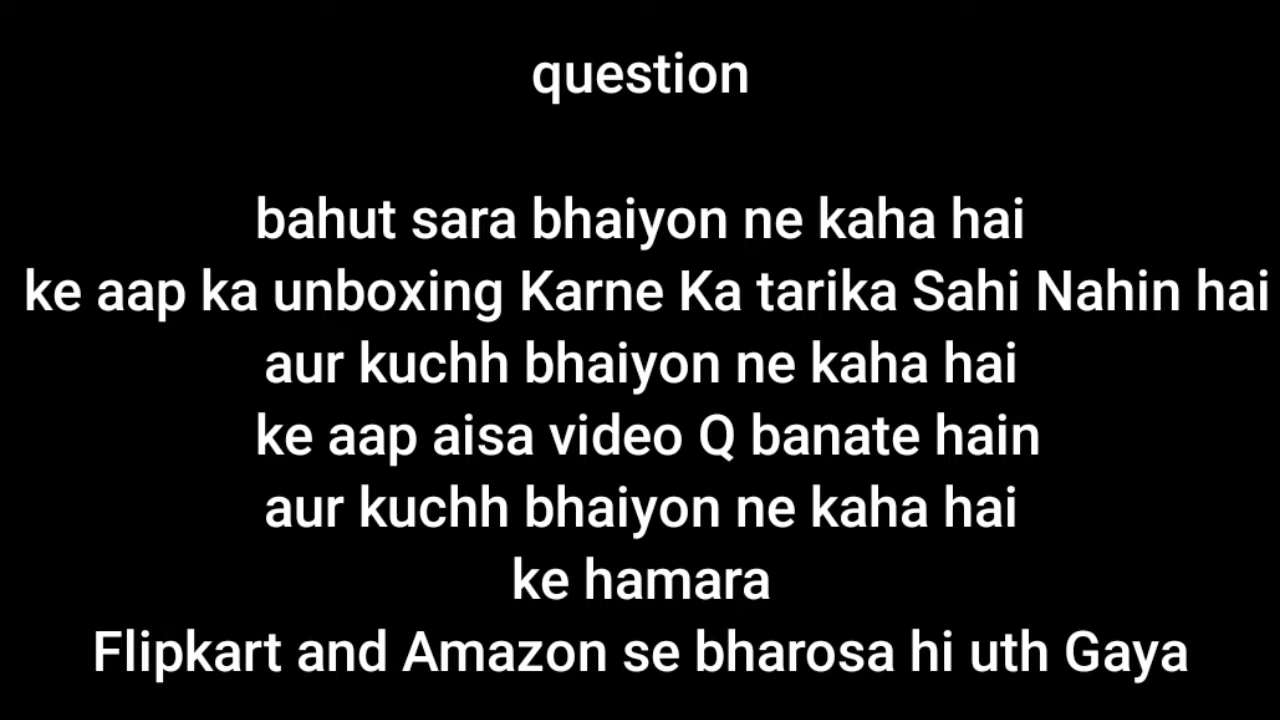 question
bahut sara bhaiyon ne kaha hai
ke aap ka unboxing Karne Ka tarika Sahi Nahin hai
aur kuchh bhaiyon ne kaha hai
ke aap aisa video Q banate hain
aur kuchh bhaiyon ne kaha hai
ke hamara
Flipkart and Amazon se bharosa hi uth Gaya